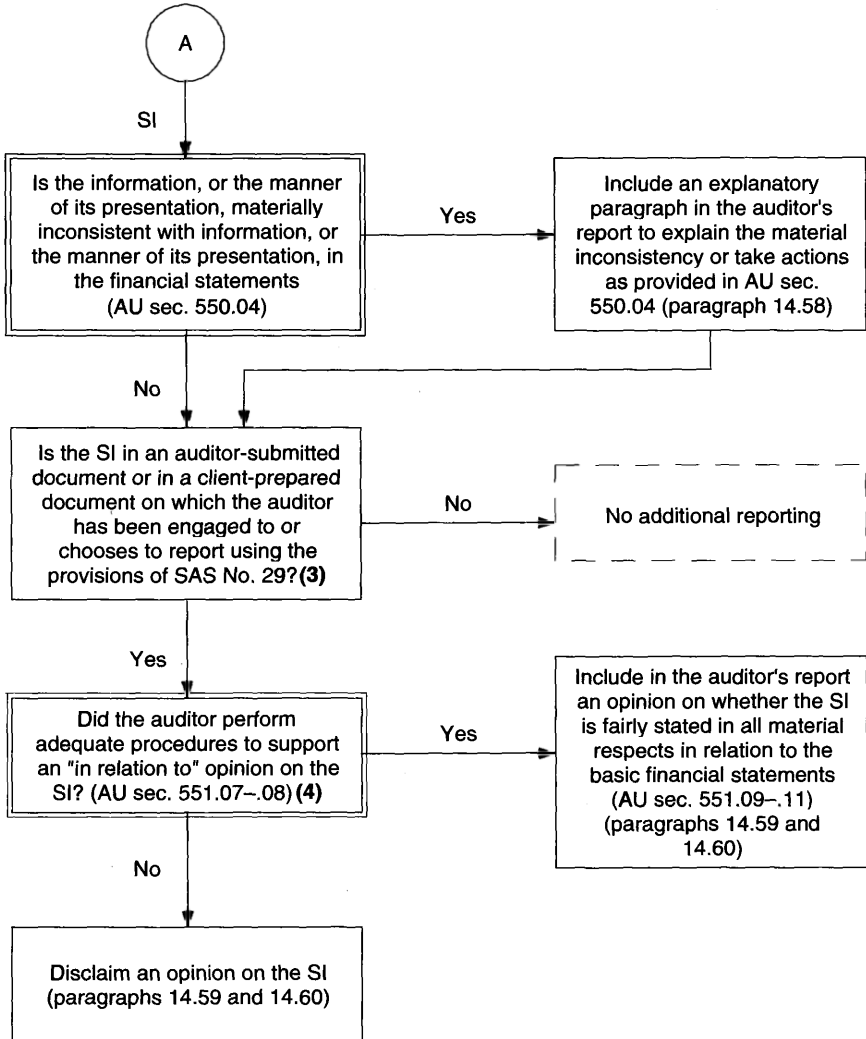 A
SI
Is the information, or the manner
of its presentation, materially
inconsistent with information, or
the manner of its presentation, in
the financial statements
(AU sec. 550.04)
Yes
Include an explanatory
paragraph in the auditor's
report to explain the material
inconsistency or take actions
as provided in AU sec.
550.04 (paragraph 14.58)
No
Is the SI in an auditor-submitted
document or in a client-prepared
document on which the auditor
has been engaged to or
chooses to report using the
provisions of SAS No. 29?(3)
No
No additional reporting
Yes
Did the auditor perform
adequate procedures to support
an "in relation to" opinion on the
SI? (AU sec. 551.07–.08)(4)
Yes
Include in the auditor's report
an opinion on whether the SI
is fairly stated in all material
respects in relation to the
basic financial statements
(AU sec. 551.09–.11)
(paragraphs 14.59 and
14.60)
No
Disclaim an opinion on the SI
(paragraphs 14.59 and 14.60)